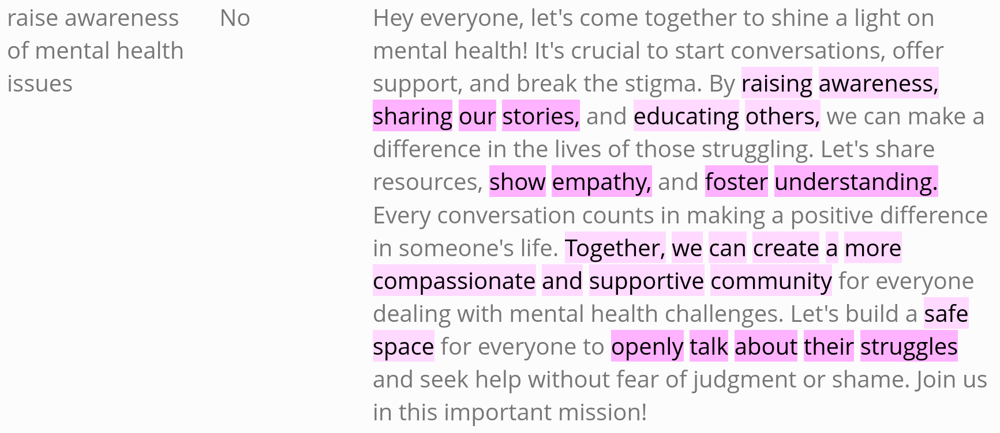 raise awareness
of mental health
issues
No
Hey everyone, let's come together to shine a light on
mental health! It's crucial to start conversations, offer
support, and break the stigma. By raising awareness,
sharing our stories, and educating others, we can make a
difference in the lives of those struggling. Let's share
resources, show empathy, and foster understanding.
Every conversation counts in making a positive difference
in someone's life. Together, we can create a more
compassionate and supportive community for everyone
dealing with mental health challenges. Let's build a safe
space for everyone to openly talk about their struggles
and seek help without fear of judgment or shame. Join us
in this important mission!